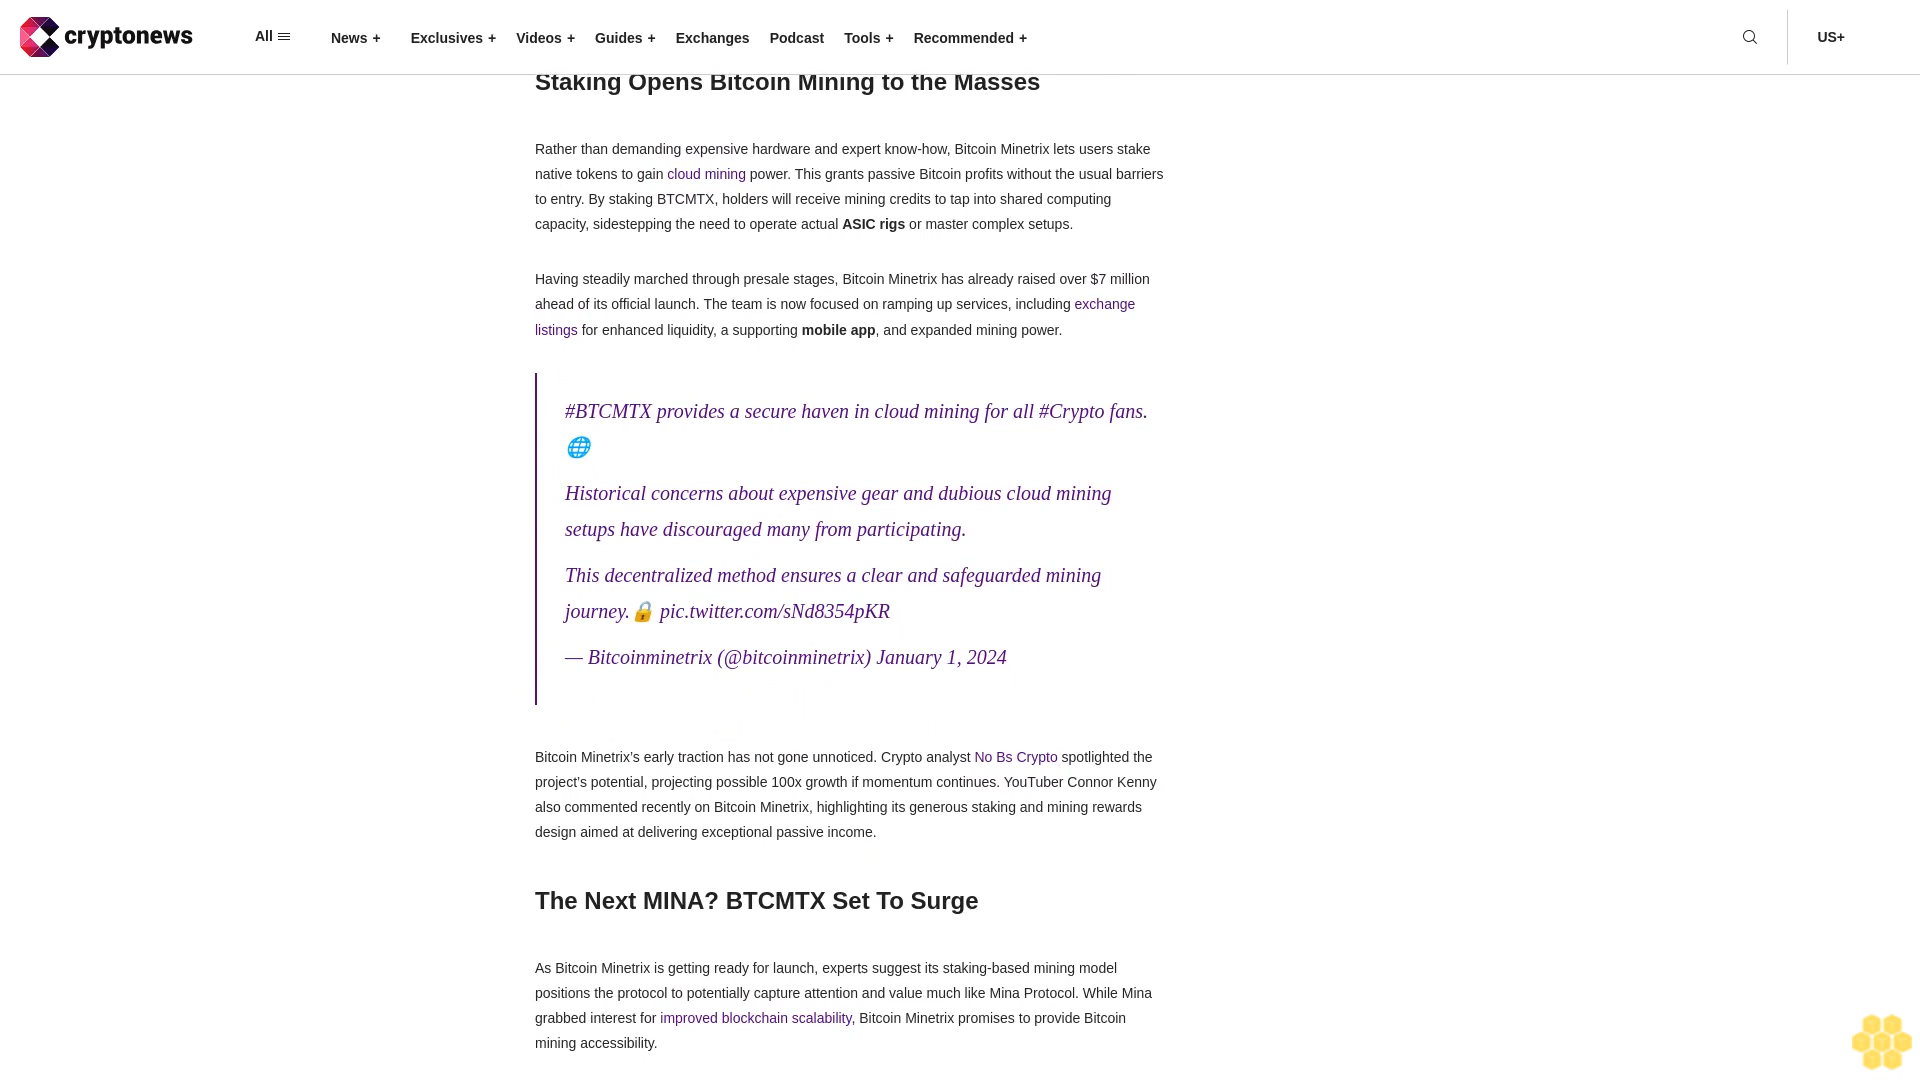 cryptonews
All
News +
Exclusives +
Videos +
Guides +
Exchanges
Podcast
Tools +
Recommended +
US+
Staking Opens Bitcoin Mining to the Masses
Rather than demanding expensive hardware and expert know-how, Bitcoin Minetrix lets users stake
native tokens to gain cloud mining power. This grants passive Bitcoin profits without the usual barriers
to entry. By staking BTCMTX, holders will receive mining credits to tap into shared computing
capacity, sidestepping the need to operate actual ASIC rigs or master complex setups.
Having steadily marched through presale stages, Bitcoin Minetrix has already raised over $7 million
ahead of its official launch. The team is now focused on ramping up services, including exchange
listings for enhanced liquidity, a supporting mobile app, and expanded mining power.
#BTCMTX provides a secure haven in cloud mining for all #Crypto fans.
🌐
Historical concerns about expensive gear and dubious cloud mining
setups have discouraged many from participating.
This decentralized method ensures a clear and safeguarded mining
journey.🔒 pic.twitter.com/sNd8354pKR
— Bitcoinminetrix (@bitcoinminetrix) January 1, 2024
Bitcoin Minetrix’s early traction has not gone unnoticed. Crypto analyst No Bs Crypto spotlighted the
project’s potential, projecting possible 100x growth if momentum continues. YouTuber Connor Kenny
also commented recently on Bitcoin Minetrix, highlighting its generous staking and mining rewards
design aimed at delivering exceptional passive income.
The Next MINA? BTCMTX Set To Surge
As Bitcoin Minetrix is getting ready for launch, experts suggest its staking-based mining model
positions the protocol to potentially capture attention and value much like Mina Protocol. While Mina
grabbed interest for improved blockchain scalability, Bitcoin Minetrix promises to provide Bitcoin
mining accessibility.